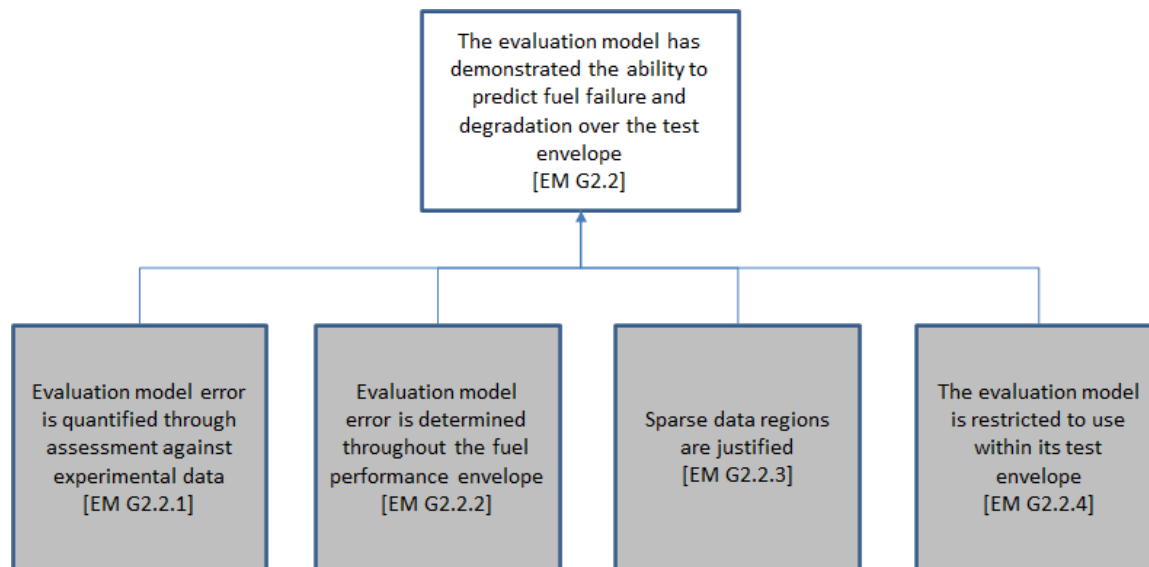 The evaluation model has
demonstrated the ability to
predict fuel failure and
degradation over the test
envelope
[EM G2.2]
Evaluation model error
is quantified through
assessment against
experimental data
[EM G2.2.1]
Evaluation model
error is determined
throughout the fuel
performance envelope
[EM G2.2.2]
Sparse data regions
are justified
[EM G2.2.3]
The evaluation model
is restricted to use
within its test
envelope
[EM G2.2.4]